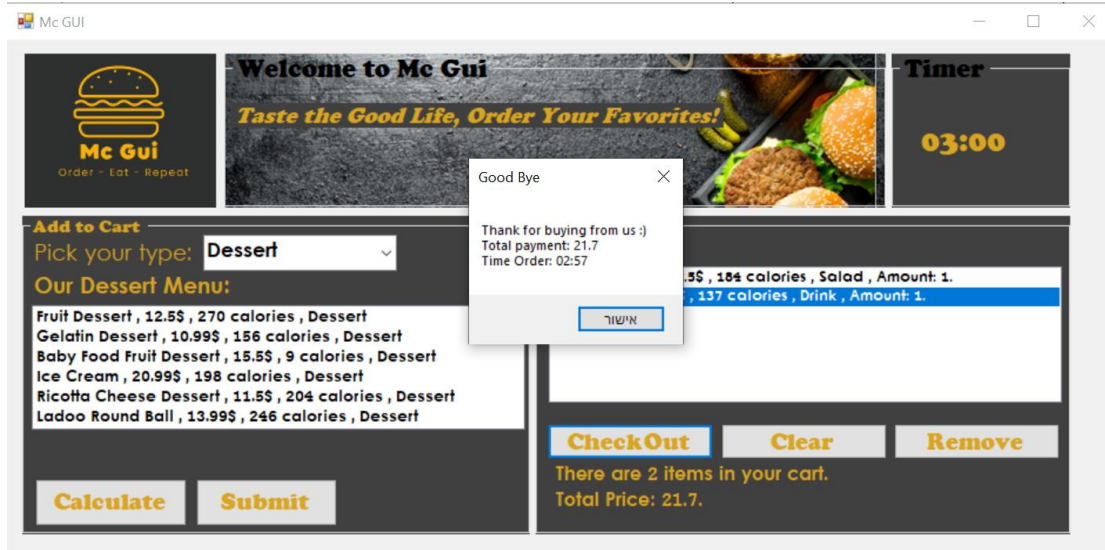 Mc GUI
Mc Gui
Order - Eat - Repeat
Welcome to Mc Gui
Taste the Good Life, Order Your Favorites!
Timer
03:00
Good Bye
Thank for buying from us :)
Total payment: 21.7
Time Order: 02:57
אישור
Add to Cart
Pick your type: Dessert
Our Dessert Menu:
Fruit Dessert , 12.5$ , 270 calories , Dessert
Gelatin Dessert , 10.99$ , 156 calories , Dessert
Baby Food Fruit Dessert , 15.5$ , 9 calories , Dessert
Ice Cream , 20.99$ , 198 calories , Dessert
Ricotta Cheese Dessert , 11.5$ , 204 calories , Dessert
Ladoo Round Ball , 13.99$ , 246 calories , Dessert
Calculate
Submit
.5$ , 184 calories , Salad , Amount: 1.
, 137 calories , Drink , Amount: 1.
CheckOut
Clear
Remove
There are 2 items in your cart.
Total Price: 21.7.